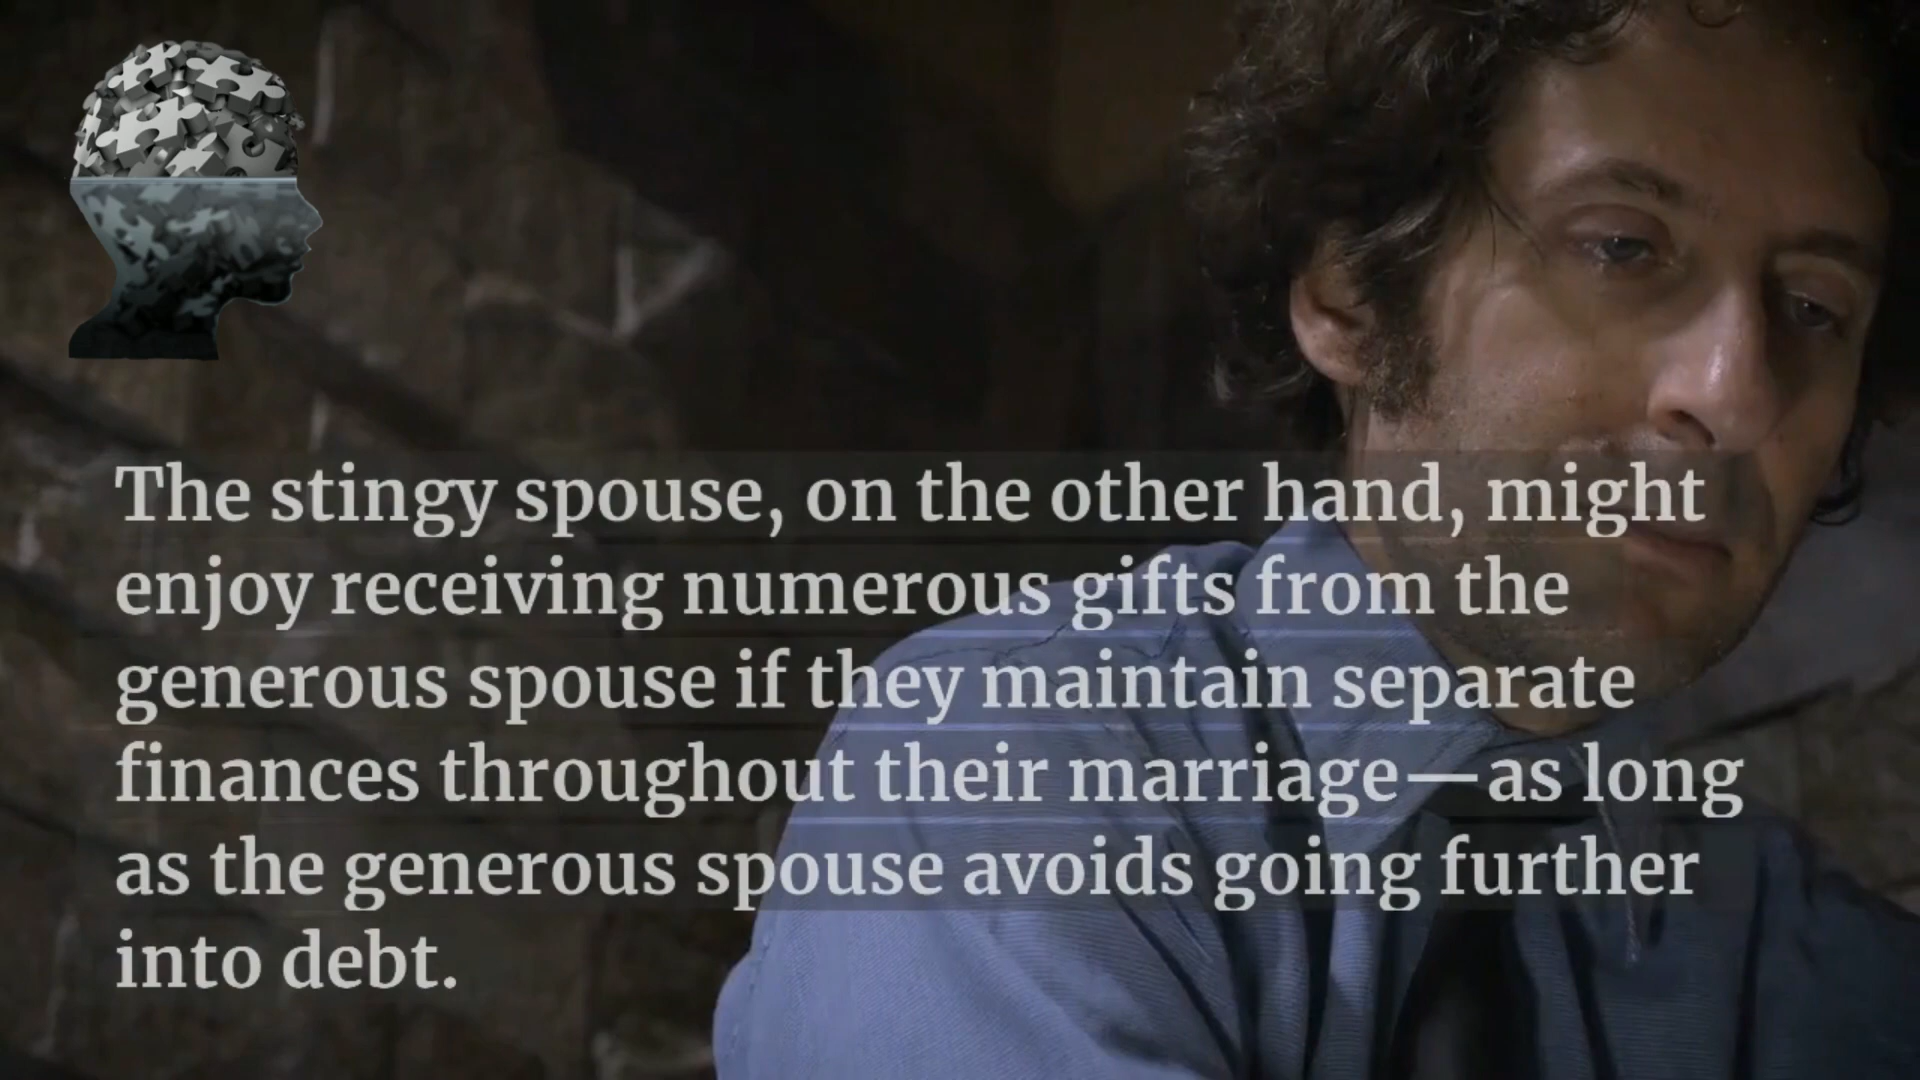 The stingy spouse, on the other hand, might
enjoy receiving numerous gifts from the
generous spouse if they maintain separate
finances throughout their marriage—as long
as the generous spouse avoids going further
into debt.